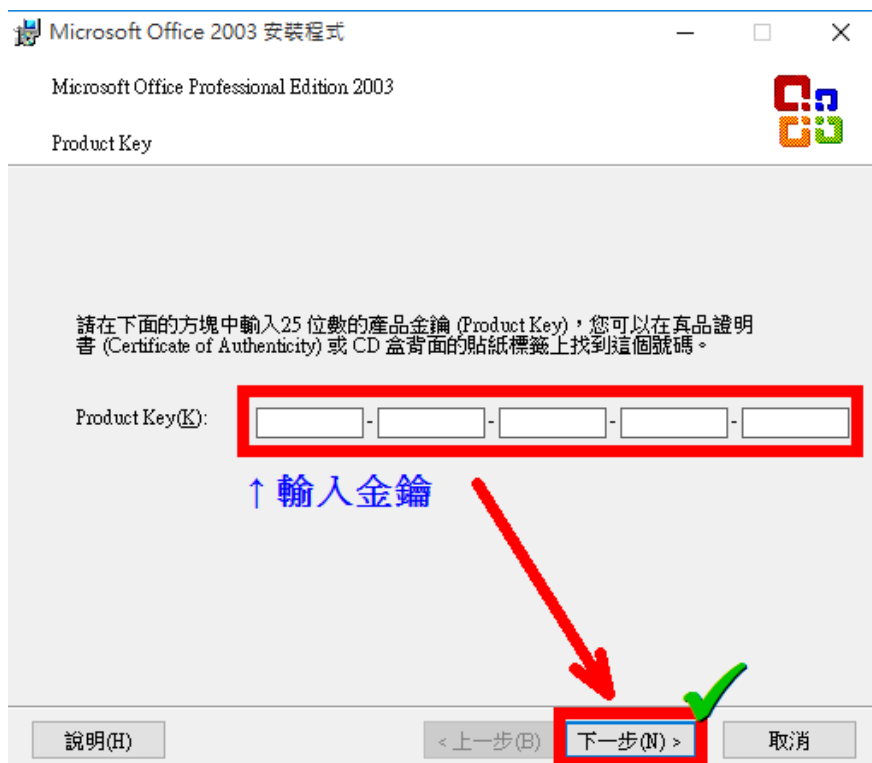 Microsoft Office 2003 安裝程式
Microsoft Office Professional Edition 2003
Product Key
請在下面的方塊中輸入25 位數的產品金鑰 (Product Key)，您可以在真品證明
書 (Certificate of Authenticity) 或 CD 盒背面的貼紙標籤上找到這個號碼。
Product Key(K):
- - - -
↑輸入金鑰
說明(H) < 上一步(B) 下一步(N) > 取消